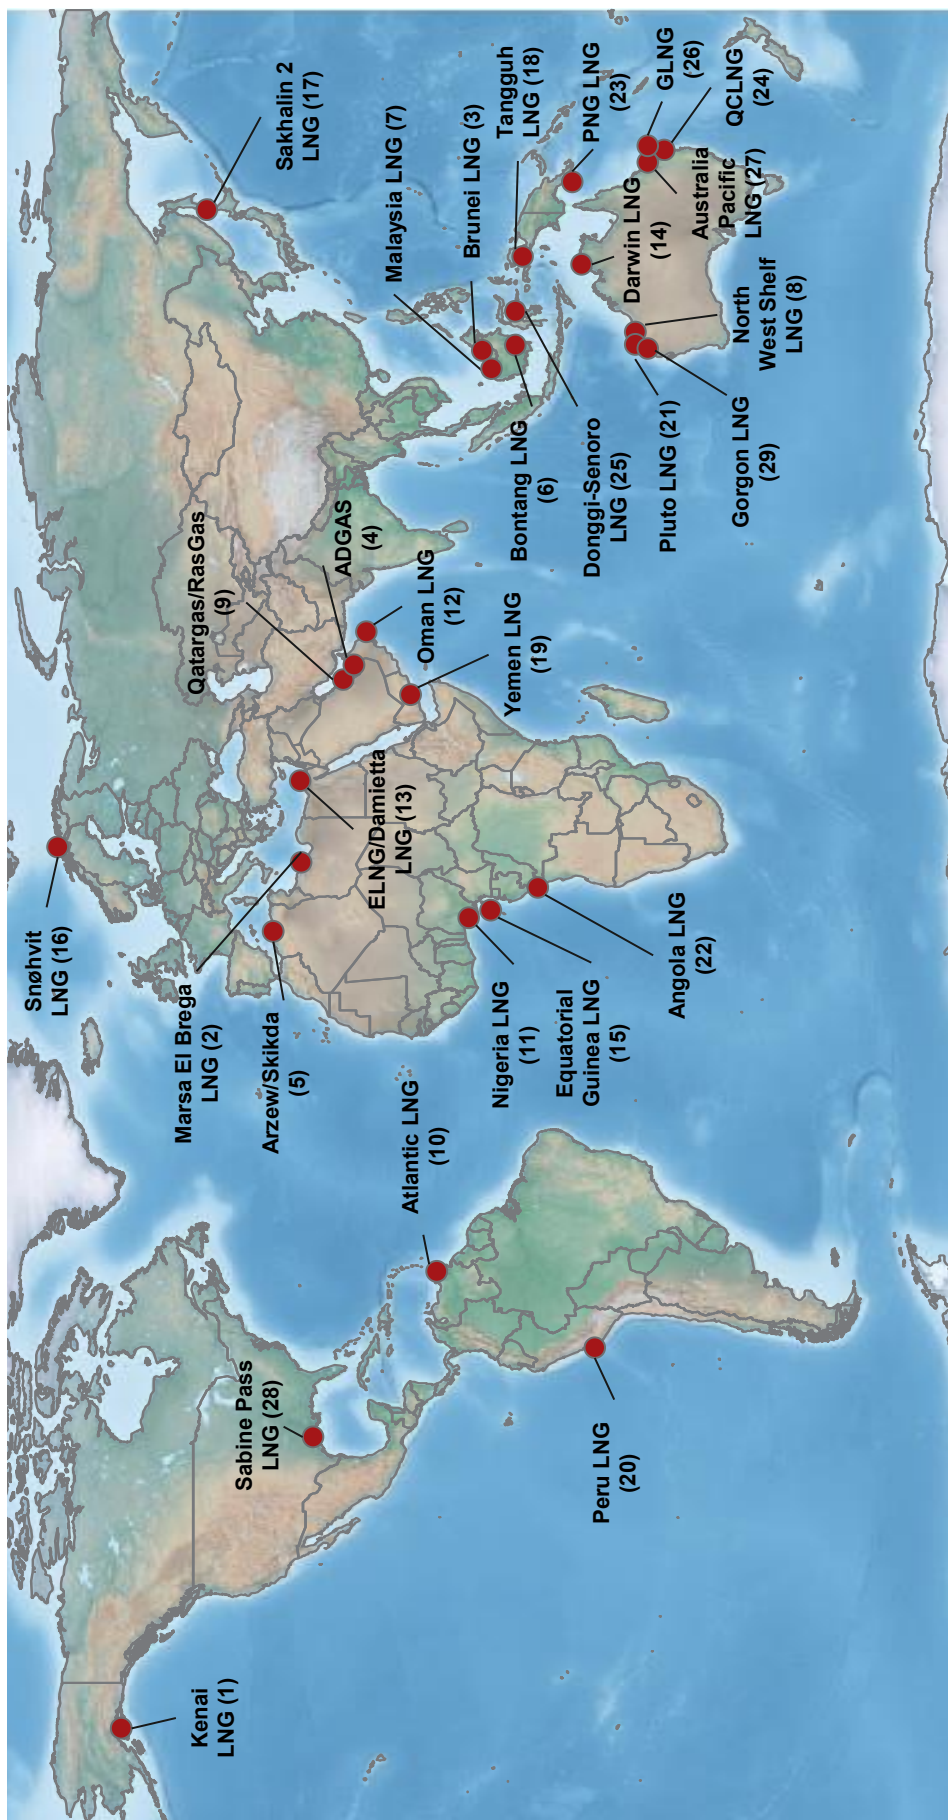 Kenai
LNG (1)
Sabine Pass
LNG (28)
Peru LNG
(20)
Atlantic LNG
(10)
Snøhvit
LNG (16)
Marsa El Brega
LNG (2)
Arzew/Skikda
(5)
ELNG/Damietta
LNG (13)
Nigeria LNG
(11)
Equatorial
Guinea LNG
(15)
Angola LNG
(22)
Qatargas/RasGas
(9)
ADGAS
(4)
Oman LNG
(12)
Yemen LNG
(19)
Sakhalin 2
LNG (17)
Malaysia LNG (7)
Brunei LNG (3)
Tangguh
LNG (18)
PNG LNG
(23)
Bontang LNG
(6)
Donggi-Senoro
LNG (25)
Pluto LNG (21)
Gorgon LNG
(29)
North
West Shelf
LNG (8)
Darwin LNG
(14)
Australia
Pacific
LNG (27)
GLNG
(26)
QCLNG
(24)